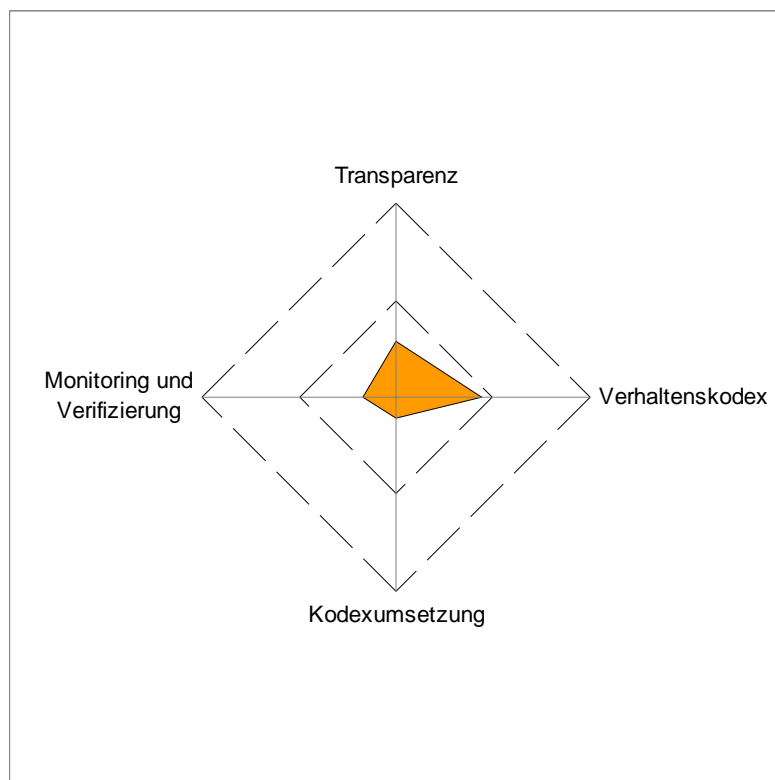 Transparenz
Monitoring und
Verifizierung
Verhaltenskodex
Kodexumsetzung